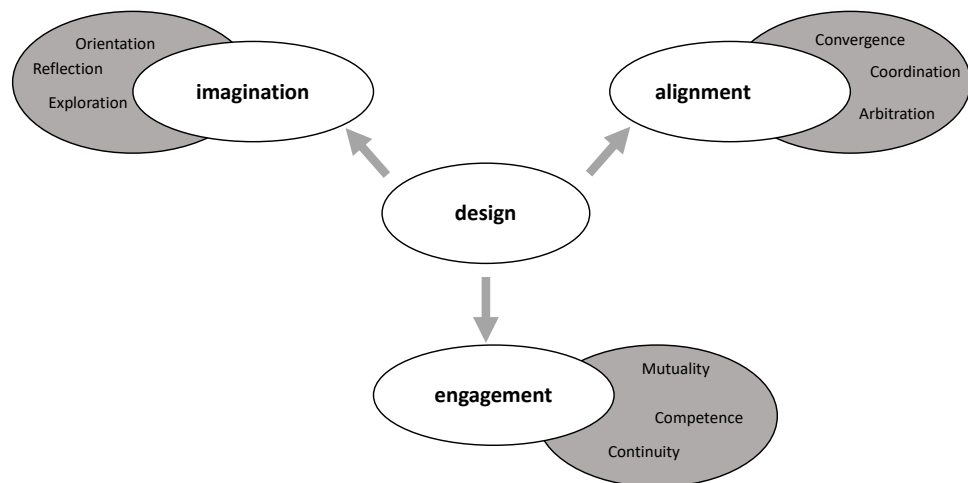 Orientation
Reflection
Exploration
imagination
Convergence
Coordination
Arbitration
alignment
design
engagement
Mutuality
Competence
Continuity